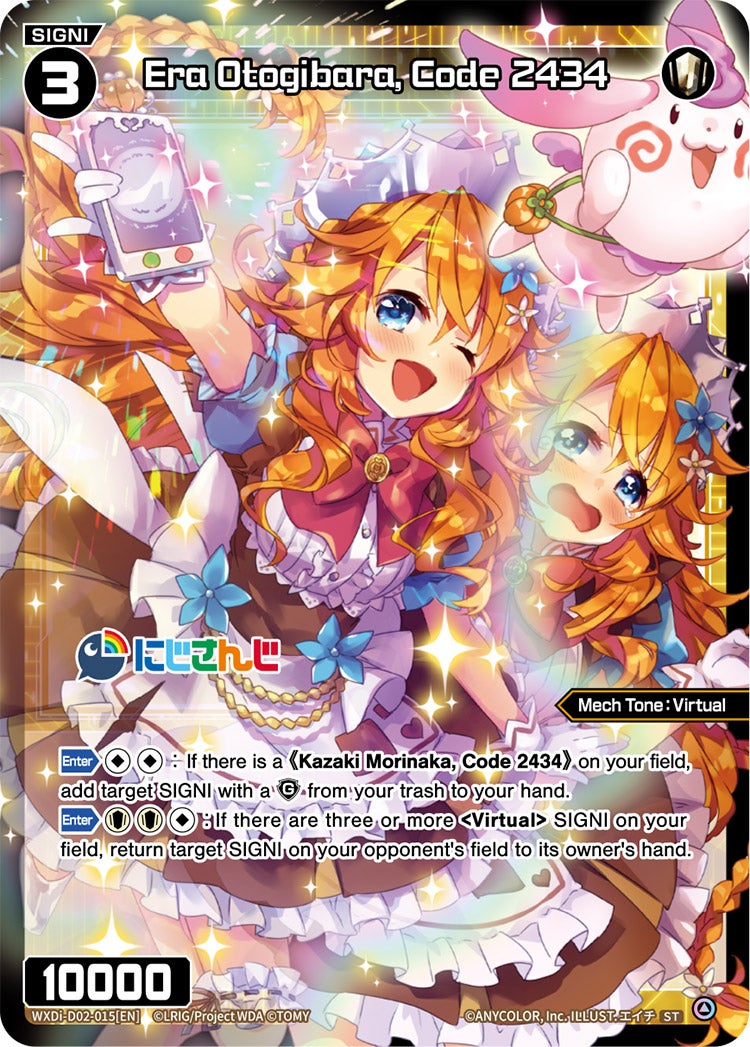 SIGNI
3
Era Otogibara, Code 2434
にじさんじ
Mech Tone:Virtual
Enter : If there is a 《Kazaki Morinaka, Code 2434》 on your field,
add target SIGNI with a G from your trash to your hand.
Enter : If there are three or more <Virtual> SIGNI on your
field, return target SIGNI on your opponent's field to its owner's hand.
10000
WXDi-D02-015[EN] ©LRIG/Project WDA ©TOMY
©ANYCOLOR, Inc. ILLUST. エイチ ST